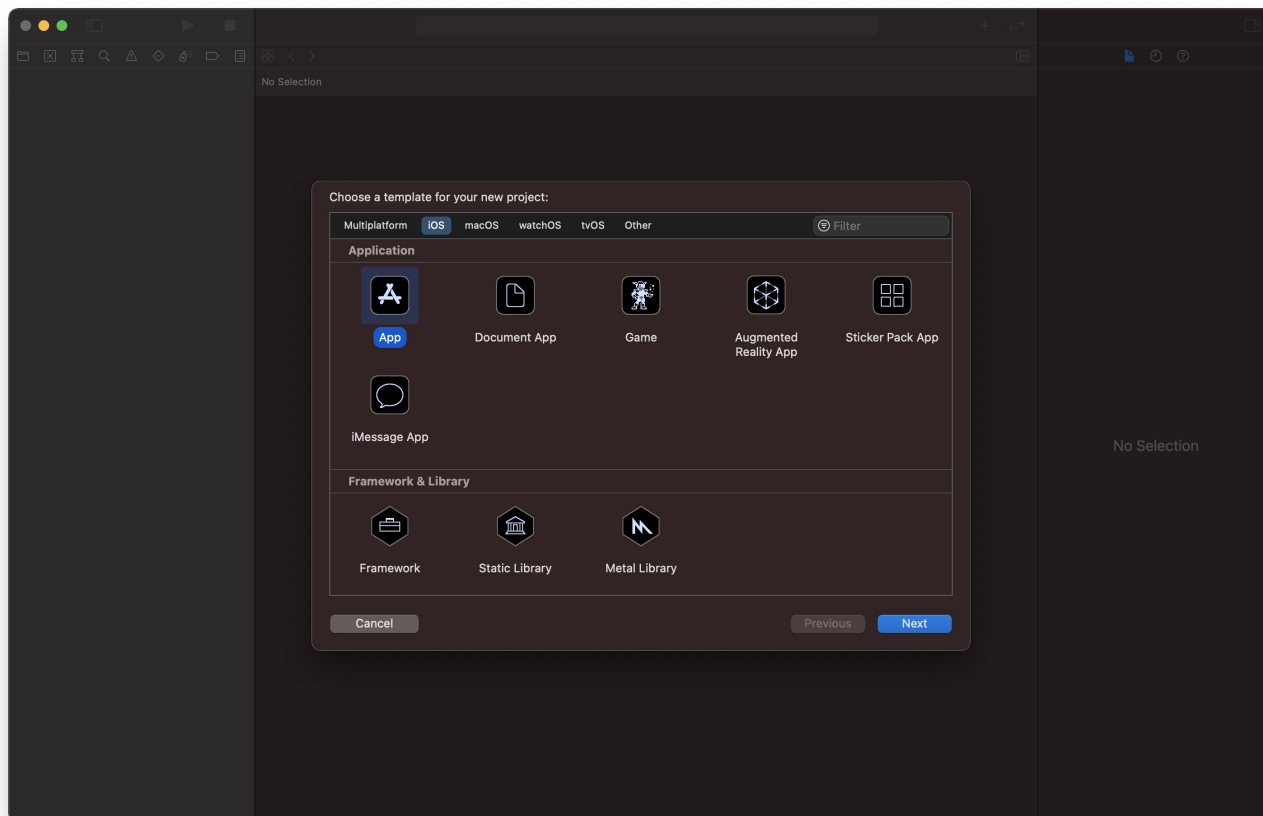 No Selection
Choose a template for your new project:
Multiplatform iOS macOS watchOS tvOS Other Filter
Application
App Document App Game Augmented Reality App Sticker Pack App
iMessage App
No Selection
Framework & Library
Framework Static Library Metal Library
Cancel Previous Next